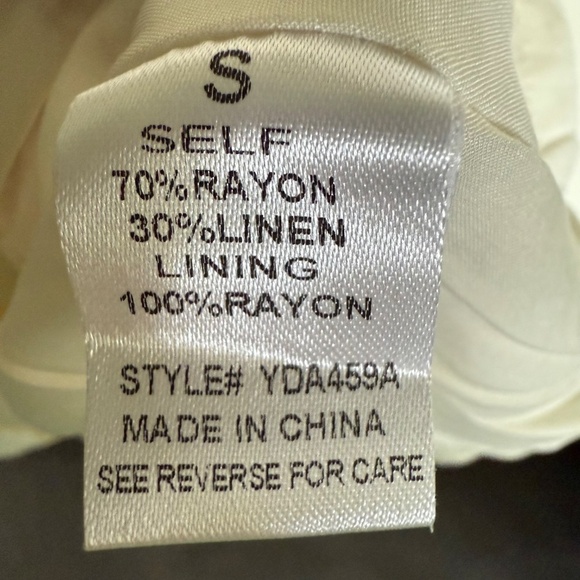 S
SELF
70%RAYON
30%LINEN
LINING
100%RAYON
STYLE# YDA459A
MADE IN CHINA
SEE REVERSE FOR CARE